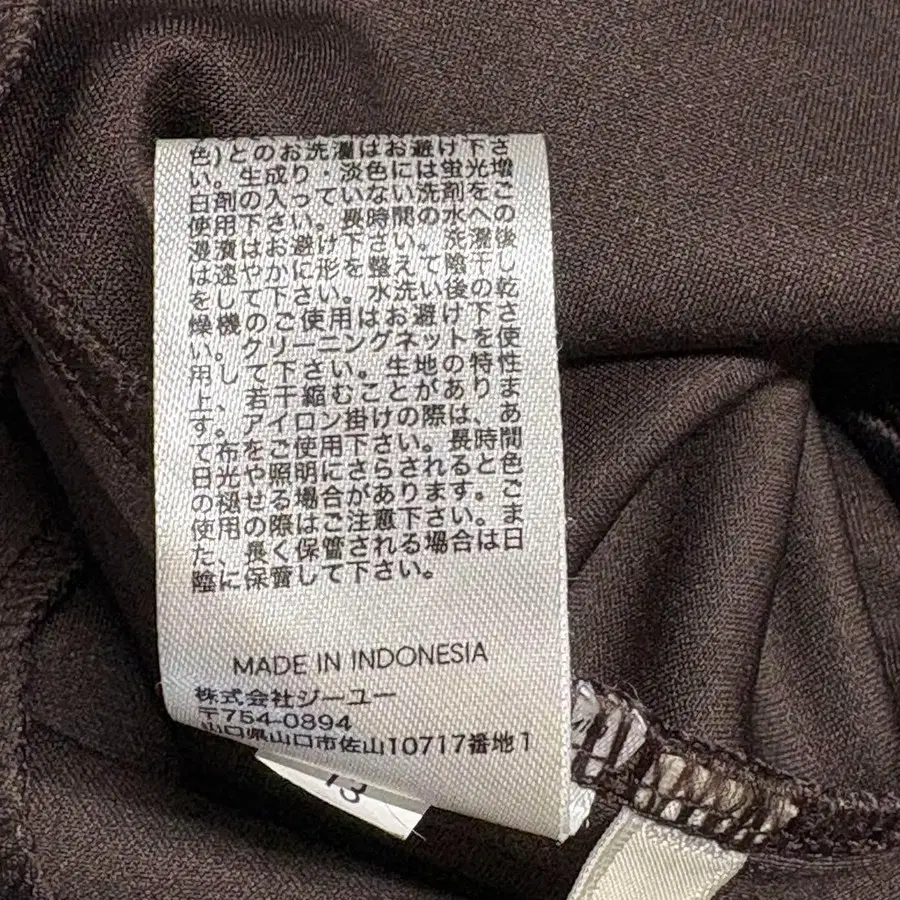 色)とのお洗濯はお避け下さ
い。生成り・淡色には蛍光増
白剤の入っていない洗剤をご
使用下さい。長時間の水への
浸漬はお避け下さい。洗濯後
は速やかに形を整えて陰干し
をして下さい。水洗い後の乾
燥機のご使用はお避け下さ
い。クリーニングネットを使
用して下さい。生地の特性
上、若干縮むことがありま
す。アイロン掛けの際は、あ
て布をご使用下さい。長時間
日光や照明にさらされると色
の褪せる場合があります。ご
使用の際はご注意下さい。ま
た、長く保管される場合は日
陰に保管して下さい。
MADE IN INDONESIA
株式会社ジーユー
〒754-0894
山口県山口市佐山10717番地1
73